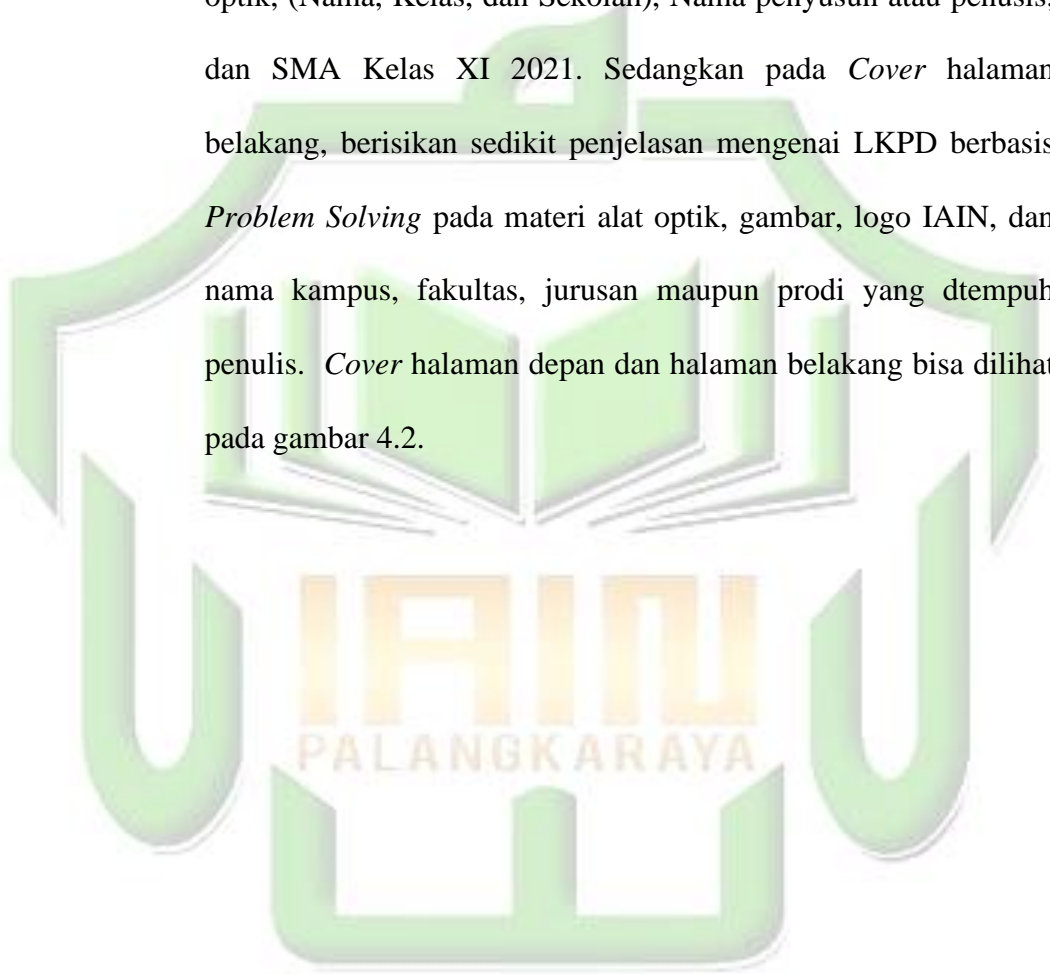 optik, (Nama, Kelas, dan Sekolah), Nama penyusun atau penulis,
dan SMA Kelas XI 2021. Sedangkan pada Cover halaman
belakang, berisikan sedikit penjelasan mengenai LKPD berbasis
Problem Solving pada materi alat optik, gambar, logo IAIN, dan
nama kampus, fakultas, jurusan maupun prodi yang dtempuh
penulis. Cover halaman depan dan halaman belakang bisa dilihat
pada gambar 4.2.
IAIN
PALANGKARAYA